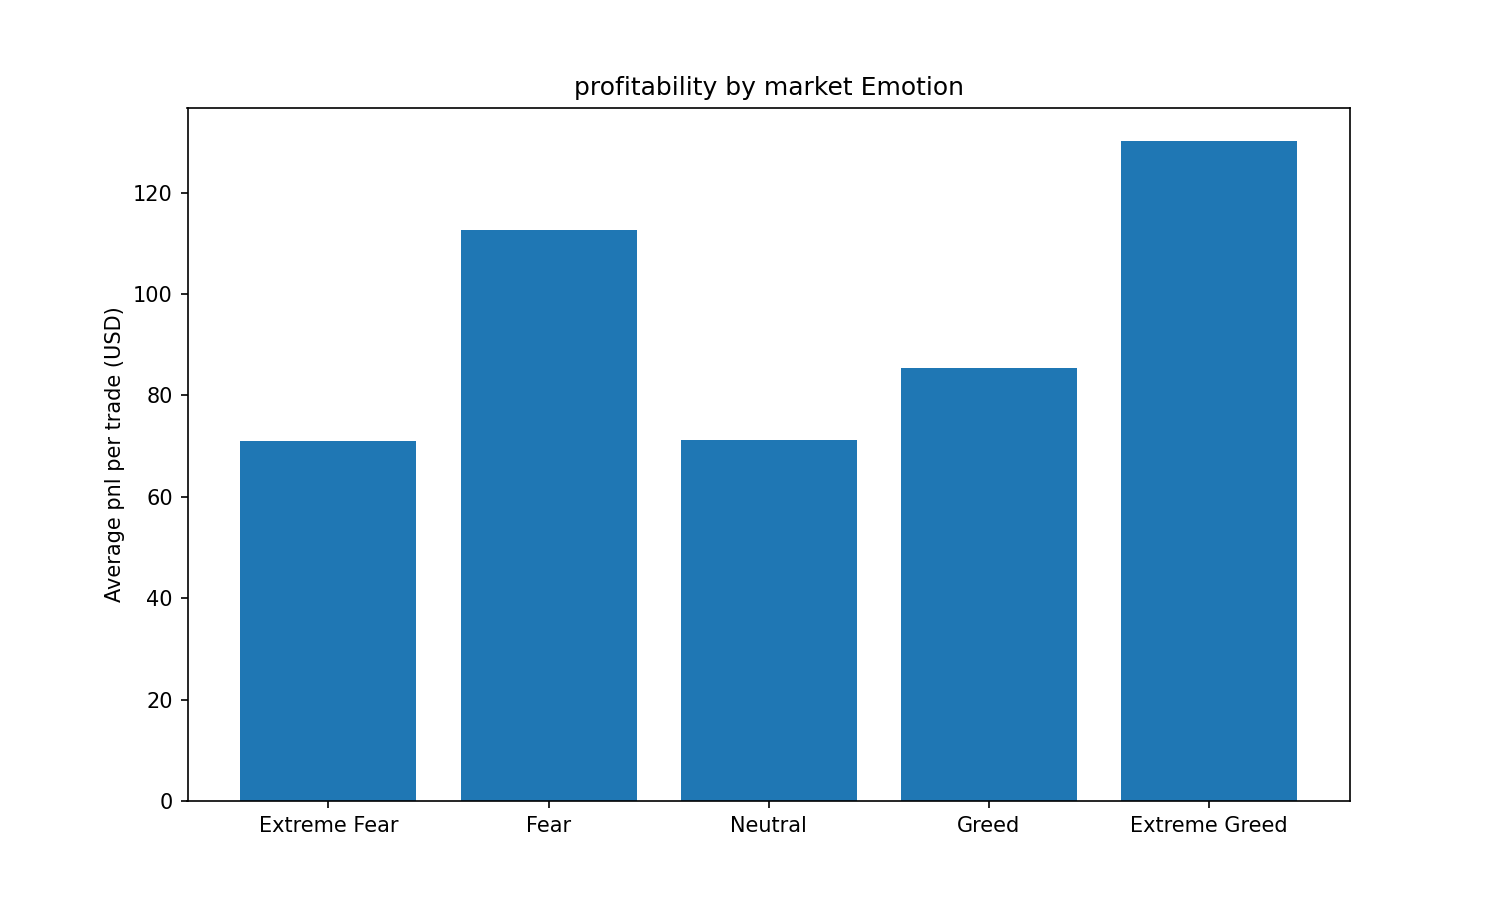 profitability by market Emotion
Average pnl per trade (USD)
120
100
80
60
40
20
0
Extreme Fear
Fear
Neutral
Greed
Extreme Greed